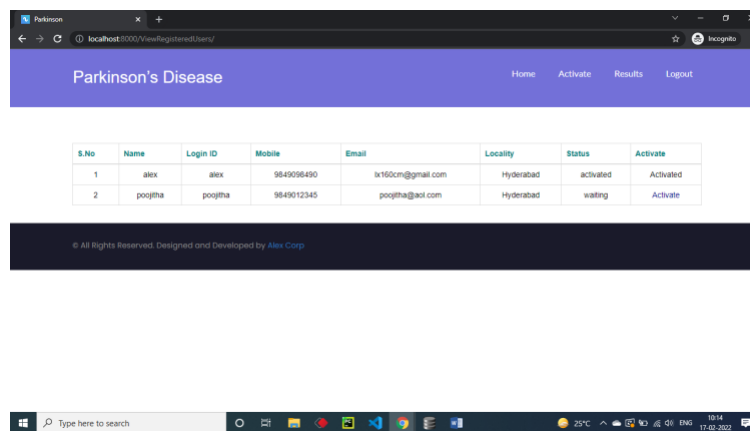 Parkinson
localhost:8000/ViewRegisteredUsers/
Incognito
Parkinson's Disease
Home Activate Results Logout
S.No Name Login ID Mobile Email Locality Status Activate
1 alex alex 9849098490 lx160cm@gmail.com Hyderabad activated Activated
2 poojitha poojitha 9849012345 poojitha@aol.com Hyderabad waiting Activate
© All Rights Reserved. Designed and Developed by Alex Corp
Type here to search
25°C ENG 10:14
17-02-2022